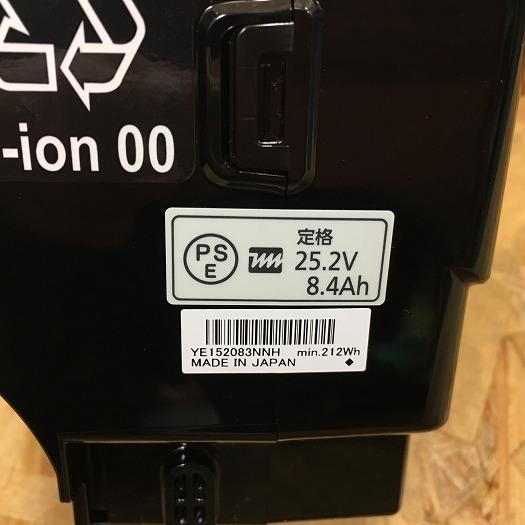 -ion 00
PS
E
定格
25.2V
8.4Ah
YE152083NNH min.212Wh
MADE IN JAPAN